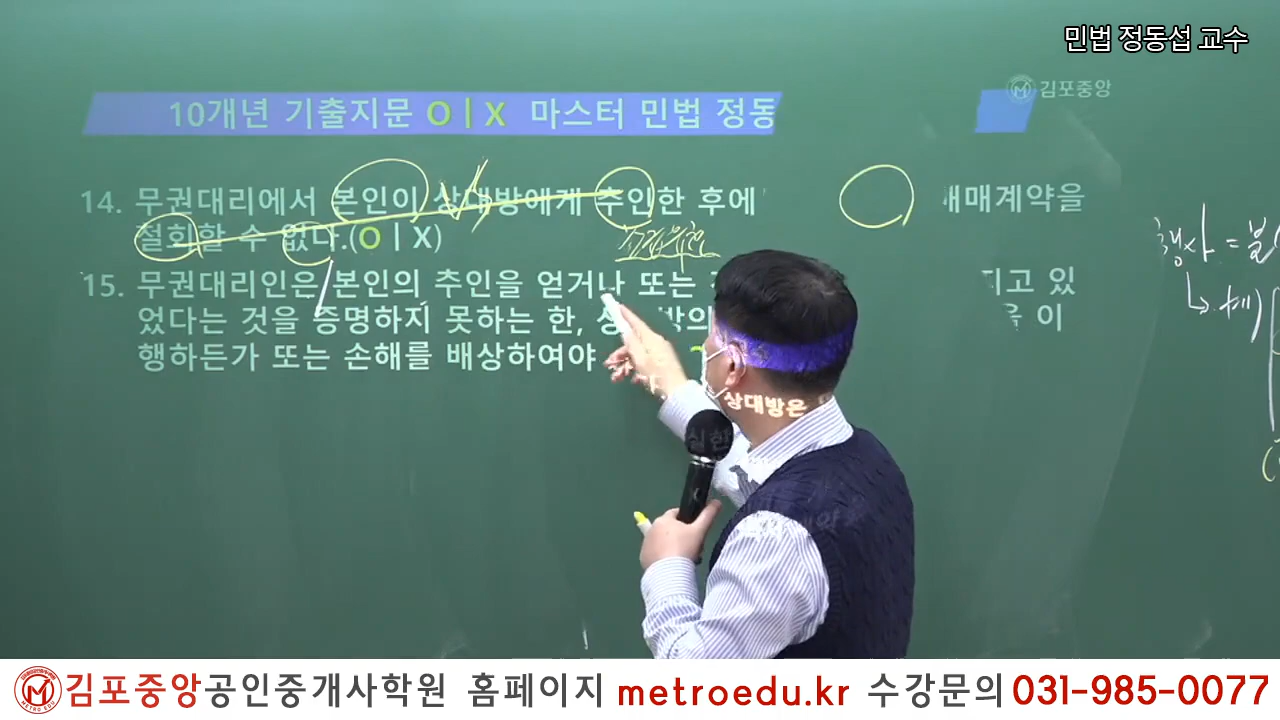 민법 정동섭 교수
김포중앙
10개년 기출지문 O | X 마스터 민법 정동
14. 무권대리에서 본인이 상대방에게 추인한 후에 매매계약을
철회할 수 없다.(O | X)
15. 무권대리인은 본인의 추인을 얻거나 또는 지고 있
었다는 것을 증명하지 못하는 한, 상대방의 을 이
행하든가 또는 손해를 배상하여야
상대방은
행사 =
김포중앙공인중개사학원 홈페이지 metroedu.kr 수강문의 031-985-0077
METRO EDU